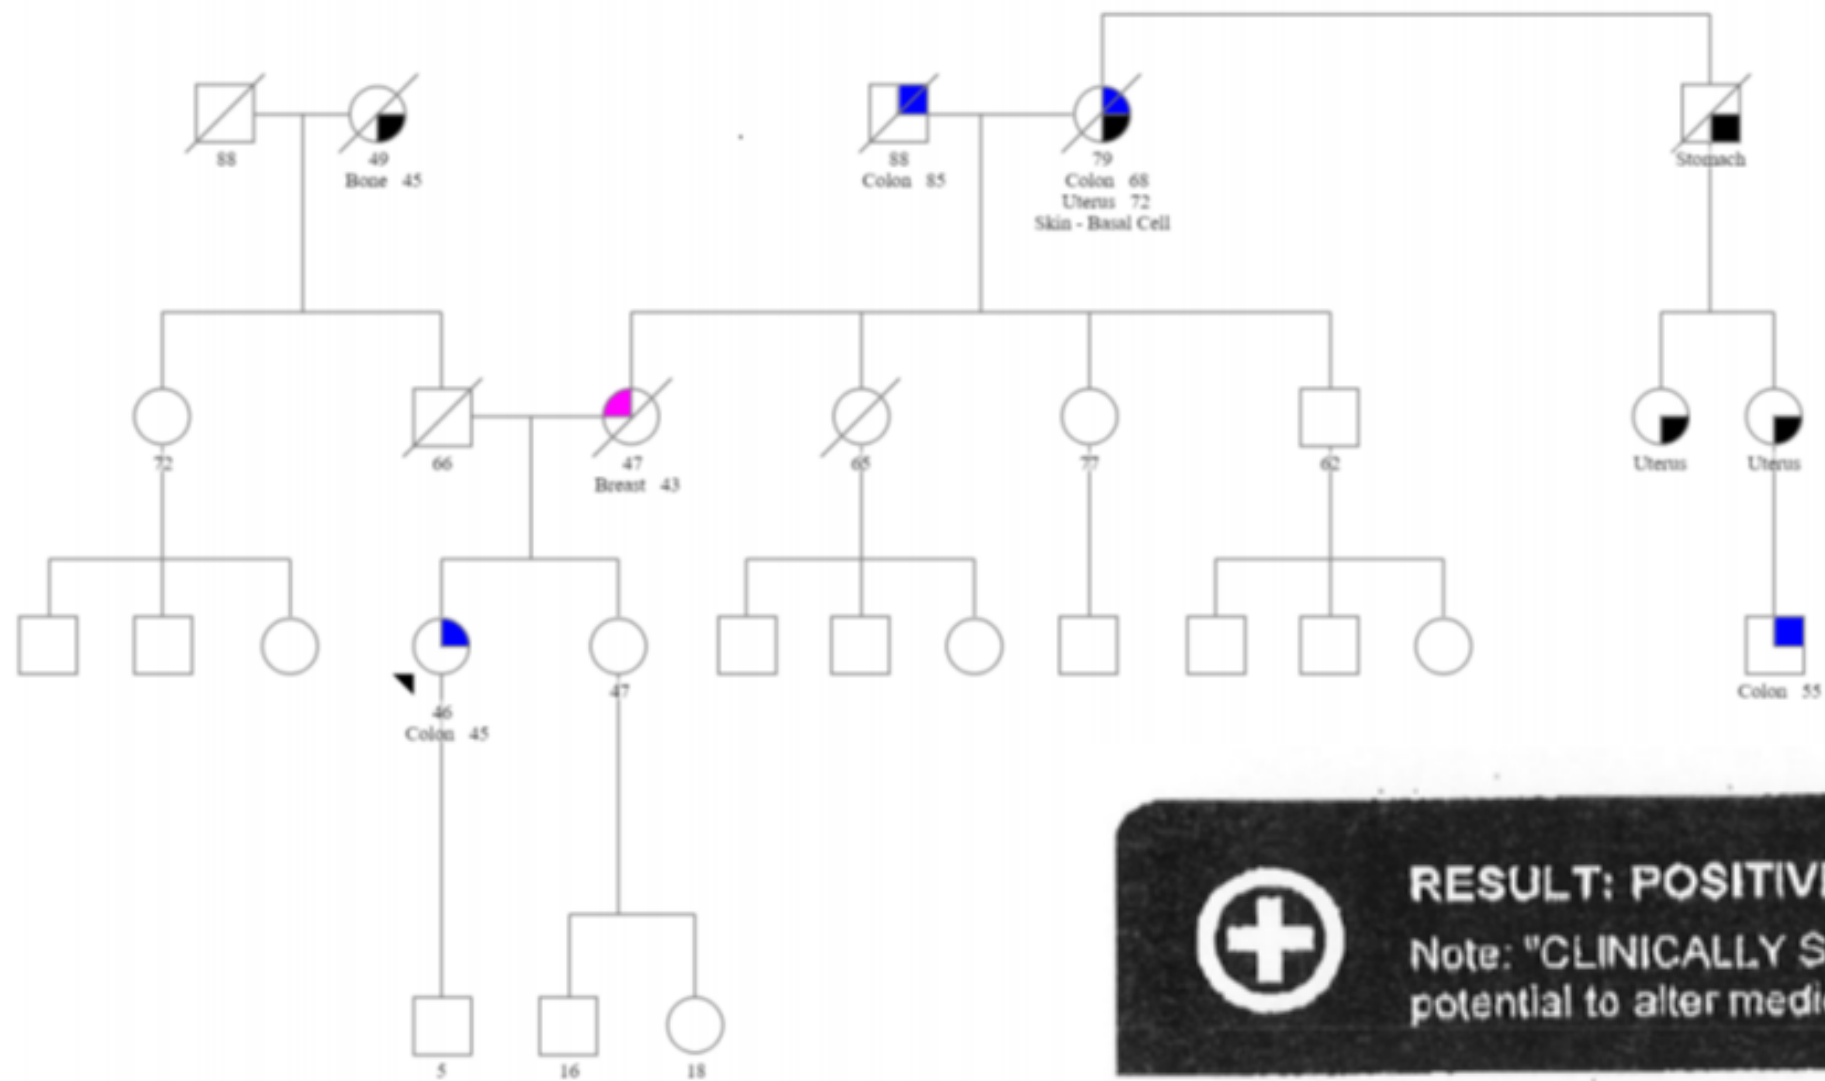 88
49
Bone 45
88
Colon 85
79
Colon 68
Uterus 72
Skin - Basal Cell
Stomach
72
66
47
Breast 43
65
77
62
Uterus
Uterus
46
Colon 45
47
Colon 55
5
16
18
RESULT: POSITIV
Note: "CLINICALLY S
potential to alter medi